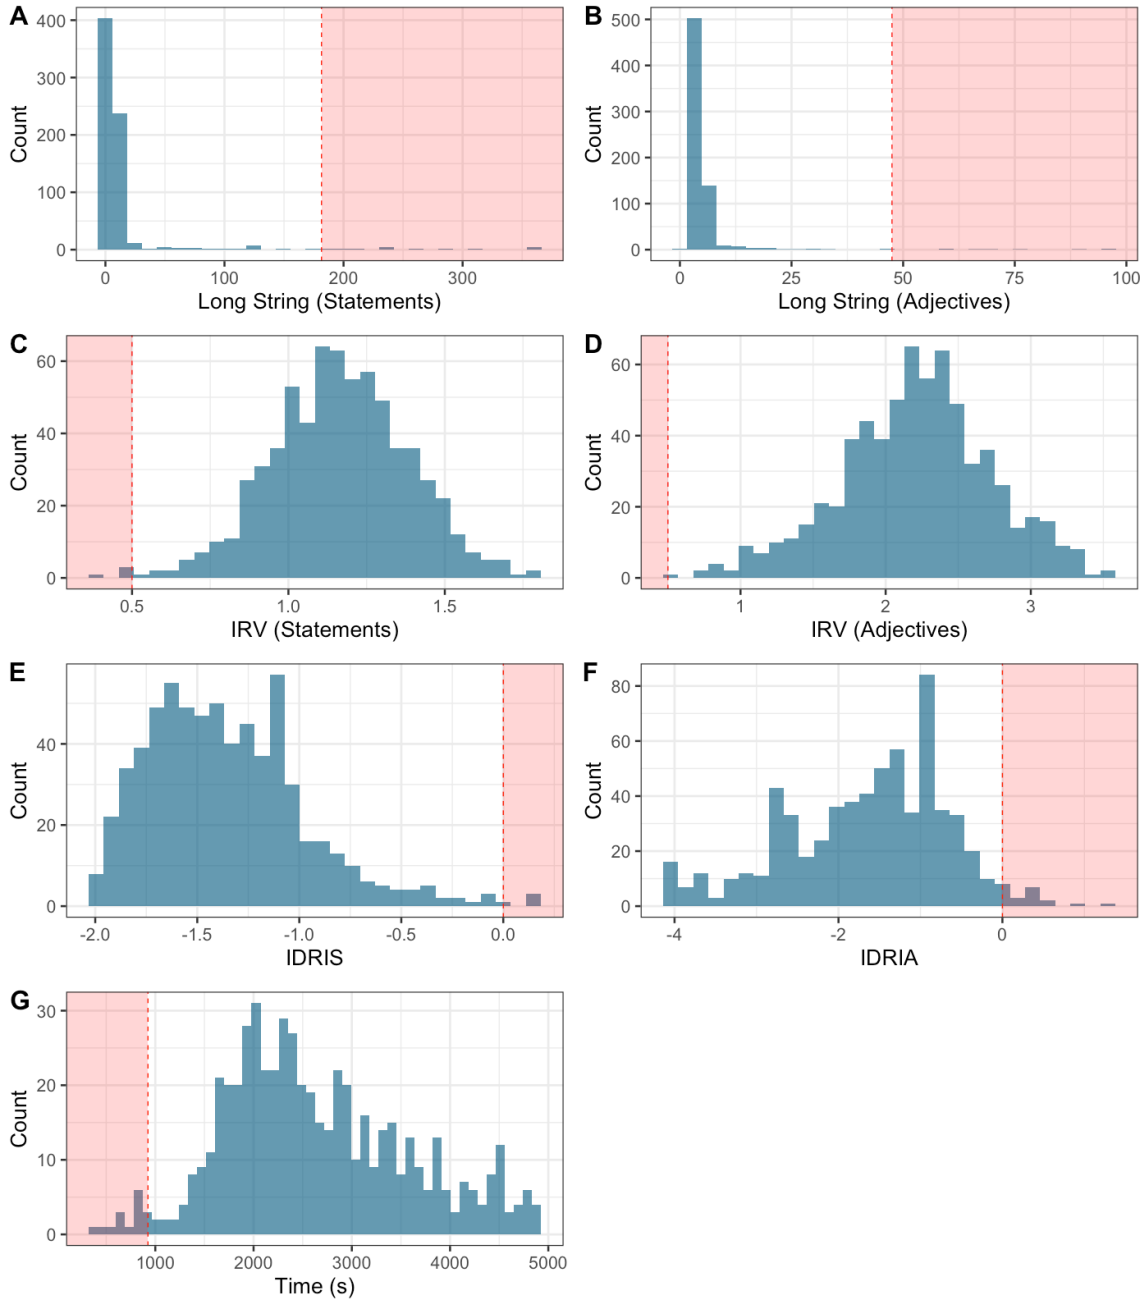 A
400
300
200
100
0
Count
0 100 200 300
Long String (Statements)
B
500
400
300
200
100
0
Count
0 25 50 75 100
Long String (Adjectives)
C
60
40
20
0
Count
0.5 1.0 1.5
IRV (Statements)
D
60
40
20
0
Count
1 2 3
IRV (Adjectives)
E
40
20
0
Count
-2.0 -1.5 -1.0 -0.5 0.0
IDRIS
F
80
60
40
20
0
Count
-4 -2 0
IDRIA
G
30
20
10
0
Count
1000 2000 3000 4000 5000
Time (s)